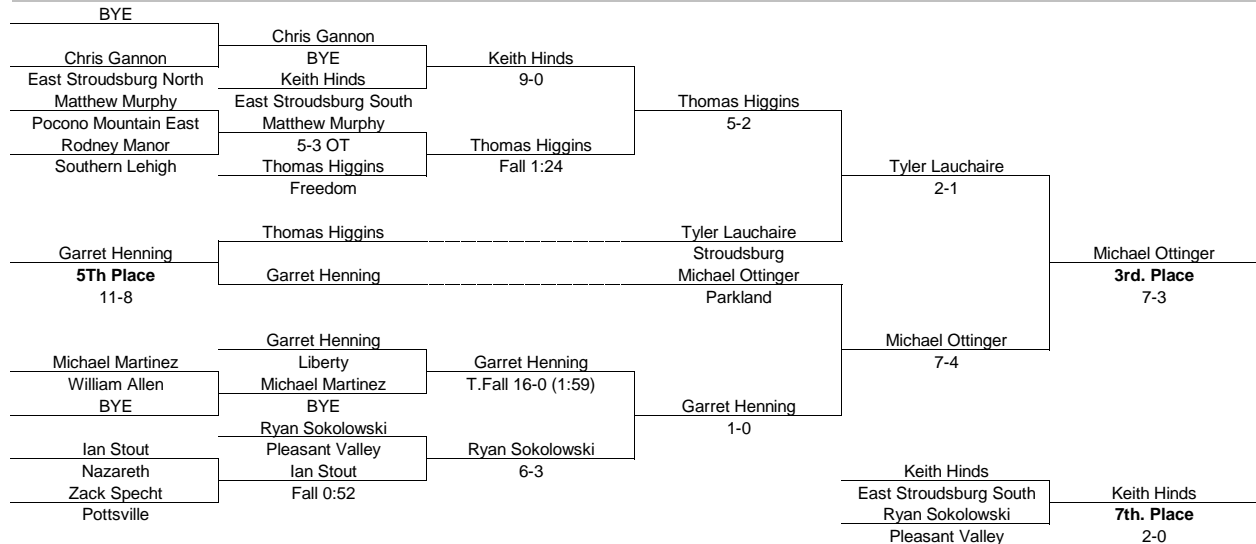 BYE
Chris Gannon
Chris Gannon BYE Keith Hinds
East Stroudsburg North Keith Hinds 9-0
Matthew Murphy East Stroudsburg South Thomas Higgins
Pocono Mountain East Matthew Murphy 5-2
Rodney Manor 5-3 OT Thomas Higgins
Southern Lehigh Thomas Higgins Fall 1:24 Tyler Lauchaire
Freedom 2-1
Thomas Higgins Tyler Lauchaire
Garret Henning Stroudsburg Michael Ottinger
5Th Place Garret Henning Michael Ottinger 3rd. Place
11-8 Parkland 7-3
Garret Henning Michael Ottinger
Michael Martinez Liberty Garret Henning 7-4
William Allen Michael Martinez T.Fall 16-0 (1:59)
BYE BYE Garret Henning
Ryan Sokolowski 1-0
Ian Stout Pleasant Valley Ryan Sokolowski
Nazareth Ian Stout 6-3 Keith Hinds
Zack Specht Fall 0:52 East Stroudsburg South Keith Hinds
Pottsville Ryan Sokolowski 7th. Place
Pleasant Valley 2-0